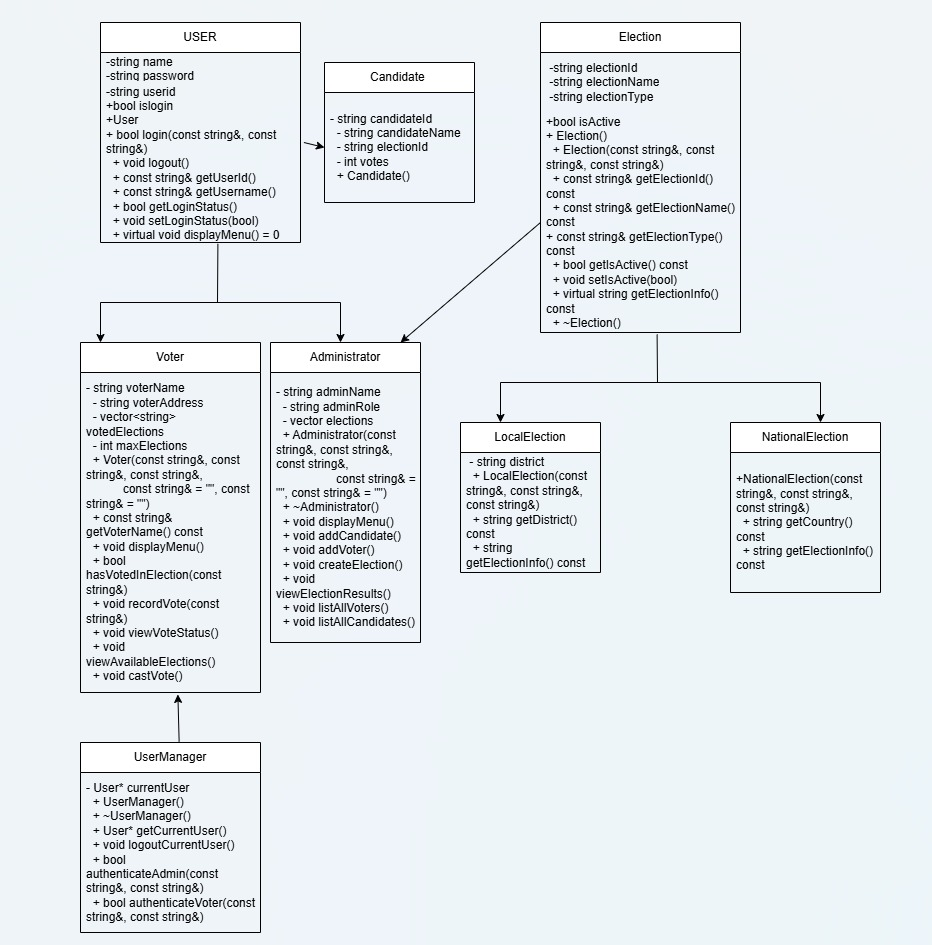 USER
-string name
-string password
-string userid
+bool islogin
+User
+ bool login(const string&, const
string&)
+ void logout()
+ const string& getUserId()
+ const string& getUsername()
+ bool getLoginStatus()
+ void setLoginStatus(bool)
+ virtual void displayMenu() = 0
Candidate
- string candidateId
- string candidateName
- string electionId
- int votes
+ Candidate()
Election
-string electionId
-string electionName
-string electionType
+bool isActive
+ Election()
+ Election(const string&, const
string&, const string&)
+ const string& getElectionId()
const
+ const string& getElectionName()
const
+ const string& getElectionType()
const
+ bool getIsActive() const
+ void setIsActive(bool)
+ virtual string getElectionInfo()
const
+ ~Election()
Voter
- string voterName
- string voterAddress
- vector<string>
votedElections
- int maxElections
+ Voter(const string&, const
string&, const string&,
const string& = "", const
string& = "")
+ const string&
getVoterName() const
+ void displayMenu()
+ bool
hasVotedInElection(const
string&)
+ void recordVote(const
string&)
+ void viewVoteStatus()
+ void
viewAvailableElections()
+ void castVote()
Administrator
- string adminName
- string adminRole
- vector elections
+ Administrator(const
string&, const string&,
const string&,
const string& =
"", const string& = "")
+ ~Administrator()
+ void displayMenu()
+ void addCandidate()
+ void addVoter()
+ void createElection()
+ void
viewElectionResults()
+ void listAllVoters()
+ void listAllCandidates()
LocalElection
- string district
+ LocalElection(const
string&, const string&,
const string&)
+ string getDistrict()
const
+ string
getElectionInfo() const
NationalElection
+NationalElection(const
string&, const string&,
const string&)
+ string getCountry()
const
+ string getElectionInfo()
const
UserManager
- User* currentUser
+ UserManager()
+ ~UserManager()
+ User* getCurrentUser()
+ void logoutCurrentUser()
+ bool
authenticateAdmin(const
string&, const string&)
+ bool authenticateVoter(const
string&, const string&)